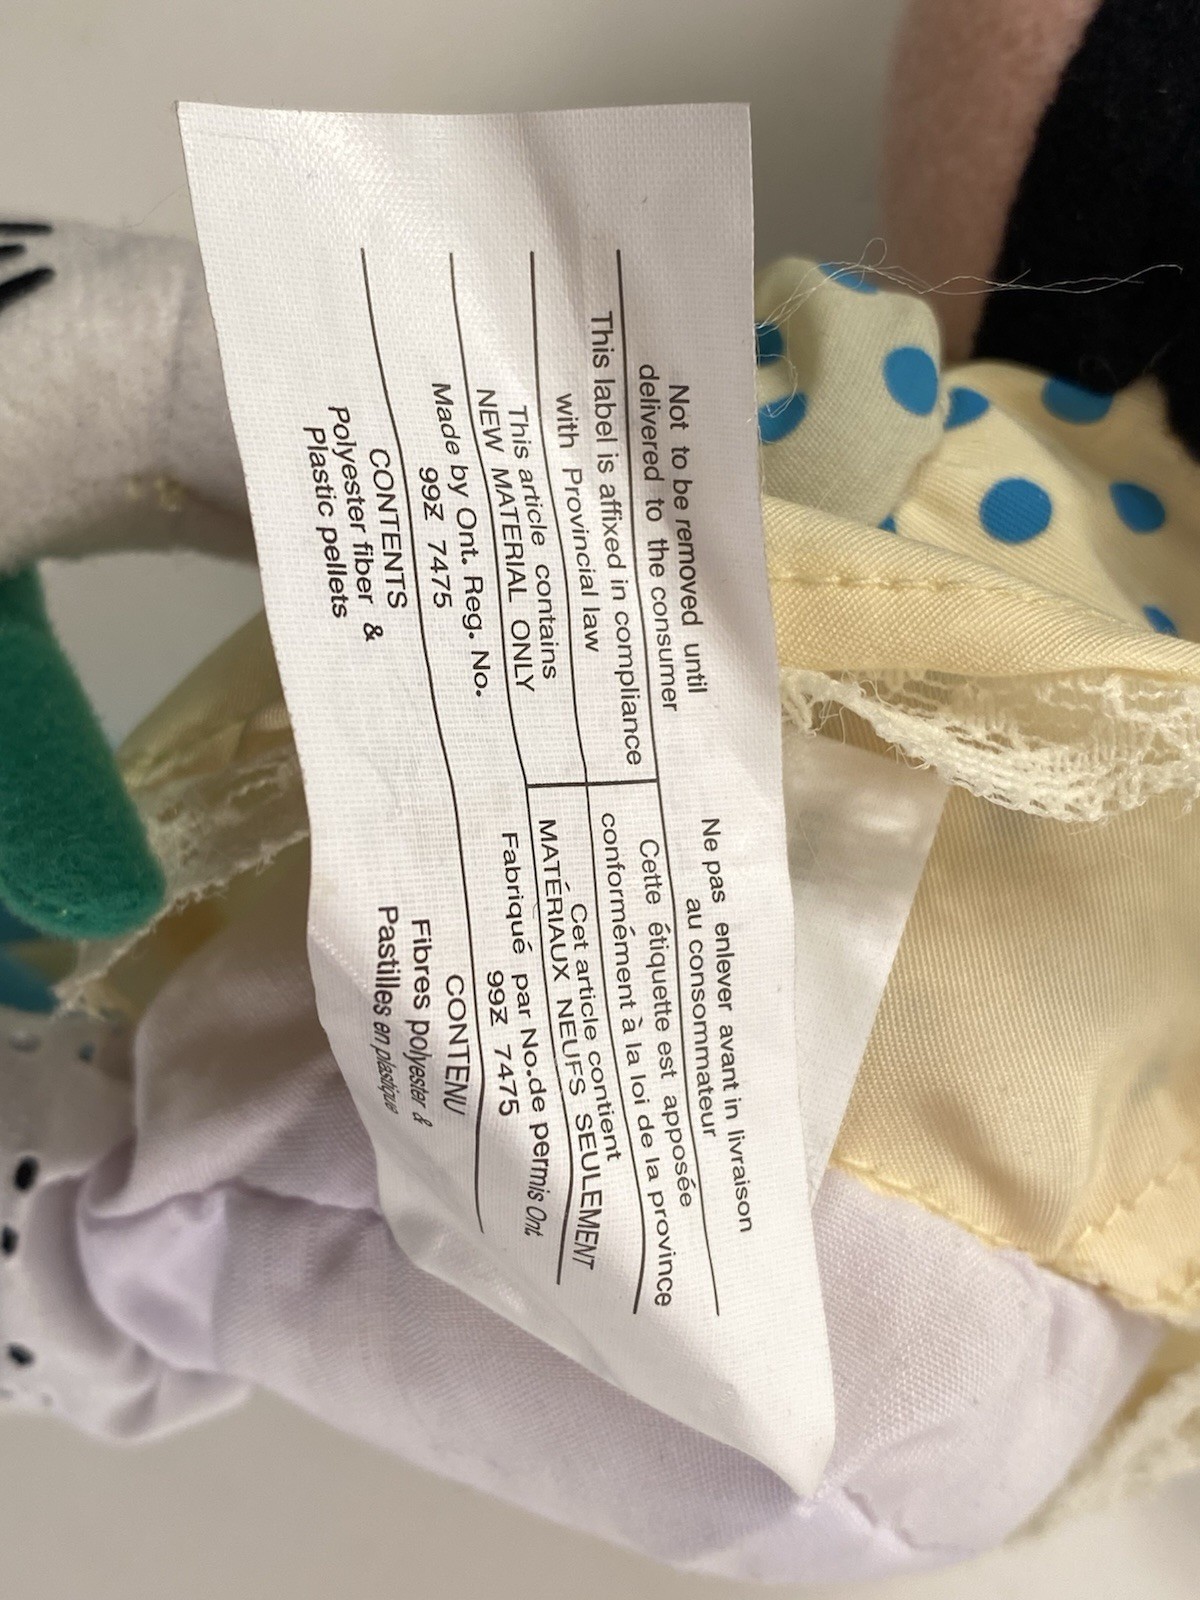 Not to be removed until
delivered to the consumer
This label is affixed in compliance
with Provincial law
This article contains
NEW MATERIAL ONLY
Made by Ont. Reg. No.
99Z 7475
CONTENTS
Polyester fiber &
Plastic pellets
Ne pas enlever avant in livraison
au consommateur
Cette étiquette est apposée
conformément à la loi de la province
Cet article contient
MATÉRIAUX NEUFS SEULEMENT
Fabriqué par No.de permis Ont
99Z 7475
CONTENU
Fibres polyester &
Pastilles en plastique